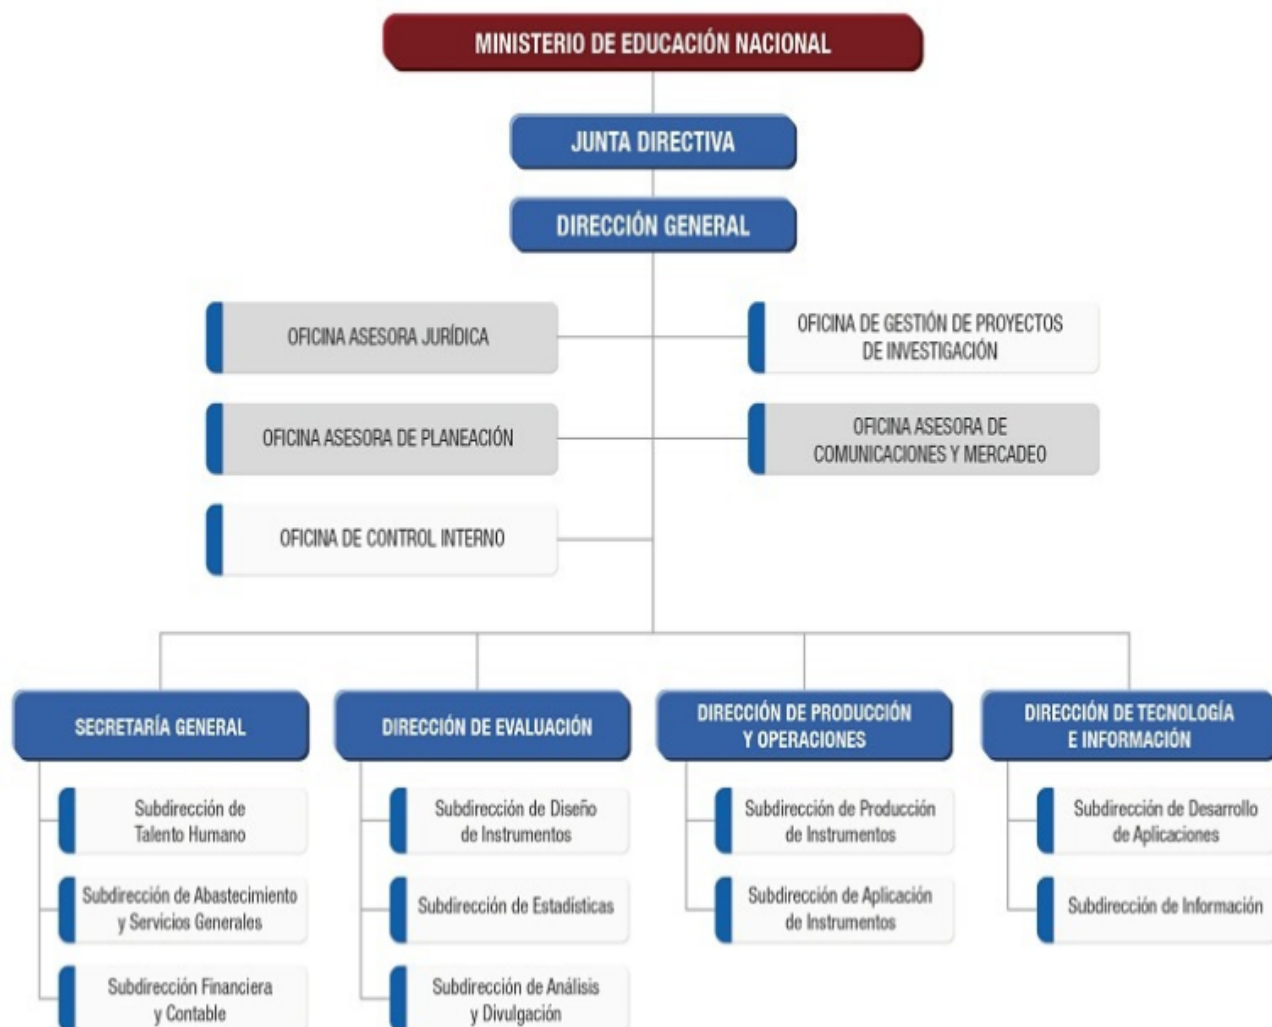 MINISTERIO DE EDUCACIÓN NACIONAL
JUNTA DIRECTIVA
DIRECCIÓN GENERAL
OFICINA ASESORA JURÍDICA
OFICINA DE GESTIÓN DE PROYECTOS
DE INVESTIGACIÓN
OFICINA ASESORA DE PLANEACIÓN
OFICINA ASESORA DE
COMUNICACIONES Y MERCADEO
OFICINA DE CONTROL INTERNO
SECRETARÍA GENERAL
Subdirección de
Talento Humano
Subdirección de Abastecimiento
y Servicios Generales
Subdirección Financiera
y Contable
DIRECCIÓN DE EVALUACIÓN
Subdirección de Diseño
de Instrumentos
Subdirección de Estadísticas
Subdirección de Análisis
y Divulgación
DIRECCIÓN DE PRODUCCIÓN
Y OPERACIONES
Subdirección de Producción
de Instrumentos
Subdirección de Aplicación
de Instrumentos
DIRECCIÓN DE TECNOLOGÍA
E INFORMACIÓN
Subdirección de Desarrollo
de Aplicaciones
Subdirección de Información